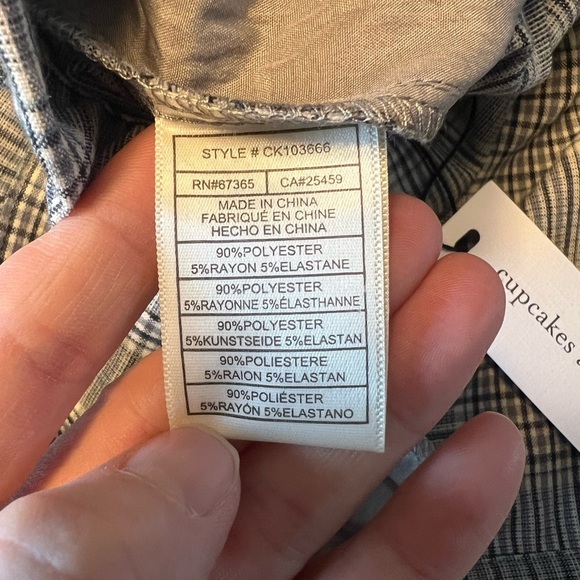 STYLE # CK103666
RN#67365 CA#25459
MADE IN CHINA
FABRIQUÉ EN CHINE
HECHO EN CHINA
90%POLYESTER
5%RAYON 5%ELASTANE
90%POLYESTER
5%RAYONNE 5%ÉLASTHANNE
90%POLYESTER
5%KUNSTSEIDE 5%ELASTAN
90%POLIESTERE
5%RAION 5%ELASTAN
90%POLIÉSTER
5%RAYÓN 5%ELASTANO
cupcakes